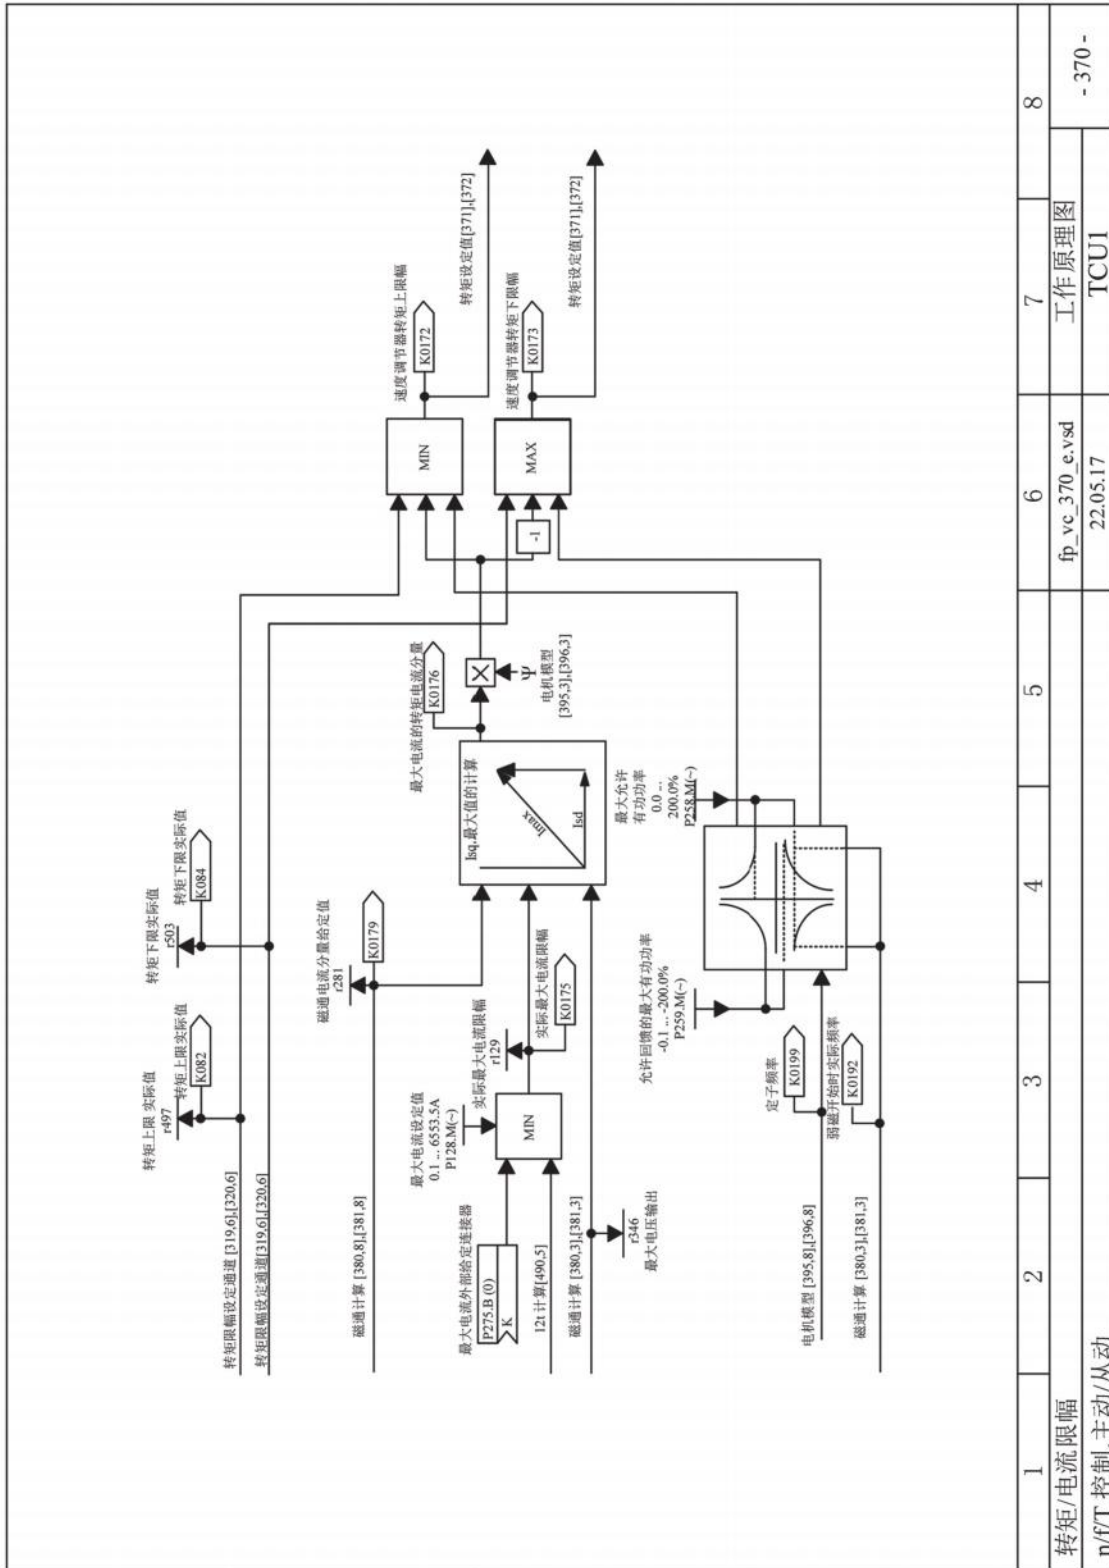 转矩上限 实际值
r497
转矩上限实际值
K082
转矩下限实际值
r503
转矩下限实际值
K084
转矩限幅设定通道 [319,6],[320,6]
转矩限幅设定通道[319,6],[320,6]
磁通电流分量给定值
r281
K0179
磁通计算 [380,8],[381,8]
最大电流设定值
0.1 ... 6553.5A
P128.M(~)
实际最大电流限幅
r129
实际最大电流限幅
K0175
最大电流外部给定连接器
P275.B (0)
K
MIN
12t 计算[490,5]
磁通计算 [380,3],[381,3]
r346
最大电压输出
Isq.最大值的计算
Imax
Isd
最大电流的转矩电流分量
K0176
Ψ
电机模型
[395,3],[396,3]
-1
MIN
速度调节器转矩上限幅
K0172
转矩设定值[371],[372]
MAX
速度调节器转矩下限幅
K0173
转矩设定值[371],[372]
允许回馈的最大有功功率
-0.1 ... -200.0%
P259.M(~)
最大允许
有功功率
0.0 ...
200.0%
P258.M(~)
定子频率
K0199
弱磁开始时实际频率
K0192
电机模型 [395,8],[396,8]
磁通计算 [380,3],[381,3]
1 2 3 4 5 6 7 8
转矩/电流限幅 fp_vc_370_e.vsd 工作原理图 - 370 -
n/f/T 控制,主动/从动 22.05.17 TCU1